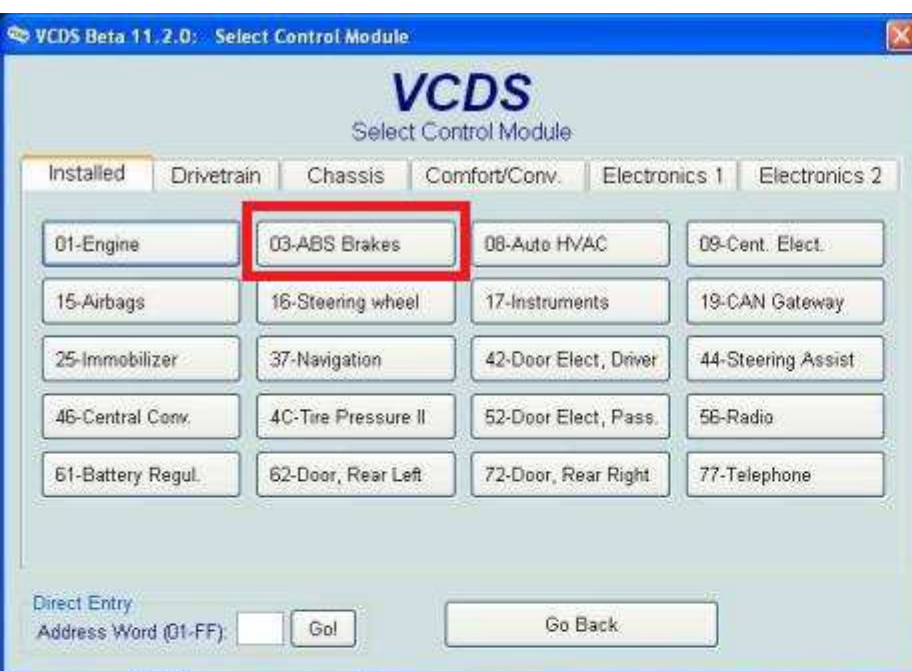 VCDS Beta 11.2.0: Select Control Module
VCDS
Select Control Module
Installed Drivetrain Chassis Comfort/Conv. Electronics 1 Electronics 2
01-Engine 03-ABS Brakes 08-Auto HVAC 09-Cent. Elect.
15-Airbags 16-Steering wheel 17-Instruments 19-CAN Gateway
25-Immobilizer 37-Navigation 42-Door Elect, Driver 44-Steering Assist
46-Central Conv. 4C-Tire Pressure II 52-Door Elect, Pass. 56-Radio
61-Battery Regul. 62-Door, Rear Left 72-Door, Rear Right 77-Telephone
Direct Entry
Address Word (01-FF): Go! Go Back